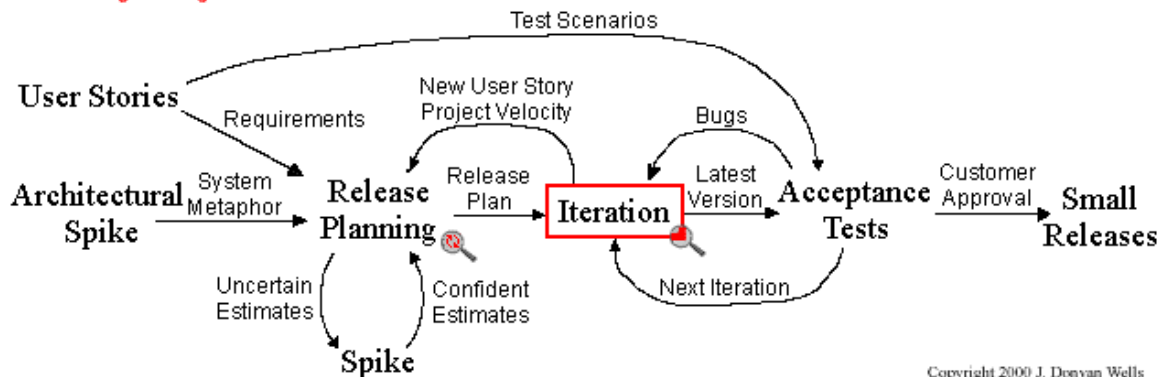 Test Scenarios
User Stories
New User Story
Project Velocity
Requirements
Bugs
Architectural
Spike
System
Metaphor
Release
Planning
Release
Plan
Iteration
Latest
Version
Acceptance
Tests
Customer
Approval
Small
Releases
Uncertain
Estimates
Confident
Estimates
Next Iteration
Spike
Copyright 2000 J. Donvan Wells